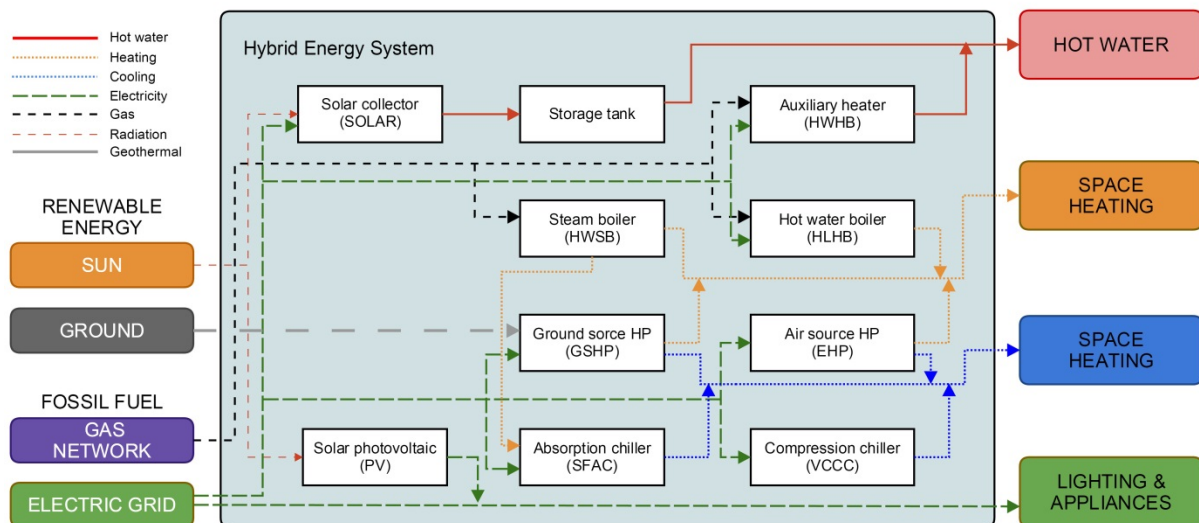 Hot water
Heating
Cooling
Electricity
Gas
Radiation
Geothermal
RENEWABLE
ENERGY
SUN
GROUND
FOSSIL FUEL
GAS
NETWORK
ELECTRIC GRID
Hybrid Energy System
Solar collector
(SOLAR)
Storage tank
Auxiliary heater
(HWHB)
Steam boiler
(HWSB)
Hot water boiler
(HLHB)
Ground sorce HP
(GSHP)
Air source HP
(EHP)
Solar photovoltaic
(PV)
Absorption chiller
(SFAC)
Compression chiller
(VCCC)
HOT WATER
SPACE
HEATING
SPACE
HEATING
LIGHTING &
APPLIANCES